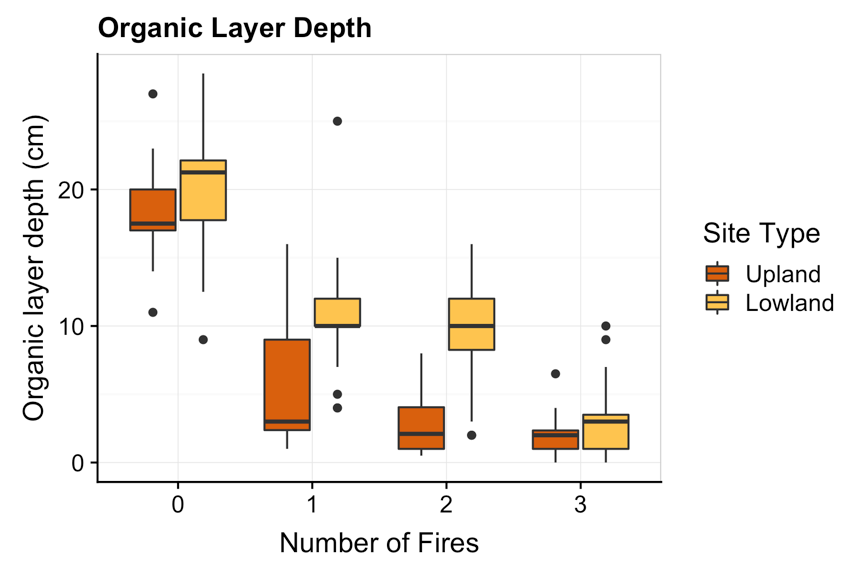 Organic Layer Depth
Organic layer depth (cm)
20
10
0
0 1 2 3
Number of Fires
Site Type
Upland
Lowland